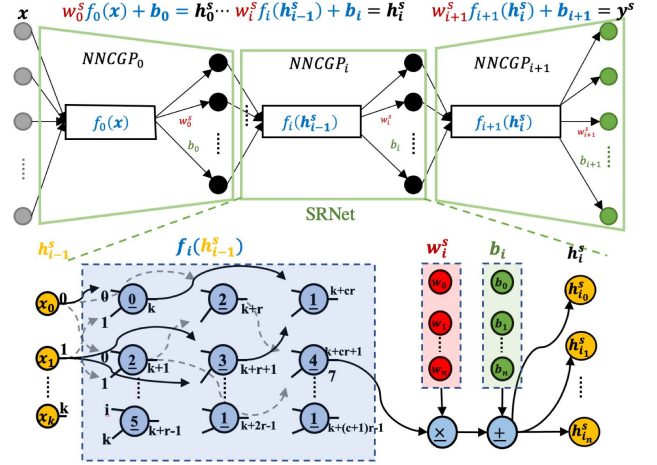 x w₀ˢf₀(x) + b₀ = h₀ˢ ⋯ wᵢˢfᵢ(hᵢ₋₁ˢ) + bᵢ = hᵢˢ wᵢ₊₁ˢfᵢ₊₁(hᵢˢ) + bᵢ₊₁ = yˢ
NNCGP₀ NNCGPᵢ NNCGPᵢ₊₁
f₀(x) w₀ˢ fᵢ(hᵢ₋₁ˢ) wᵢˢ fᵢ₊₁(hᵢˢ) wᵢ₊₁ˢ
b₀ bᵢ bᵢ₊₁
SRNet
hᵢ₋₁ˢ fᵢ(hᵢ₋₁ˢ) wᵢˢ bᵢ hᵢˢ
x₀ 0 0 1 0 k 2 k+r 1 k+cr w₀ b₀ hᵢ₀ˢ
x₁ 1 0 1 2 k+1 3 k+r+1 4 k+cr+1 7 w₁ b₁ hᵢ₁ˢ
wₙ bₙ
xₖ k i k 5 k+r-1 1 k+2r-1 1 k+(c+1)r-1 × + hᵢₙˢ